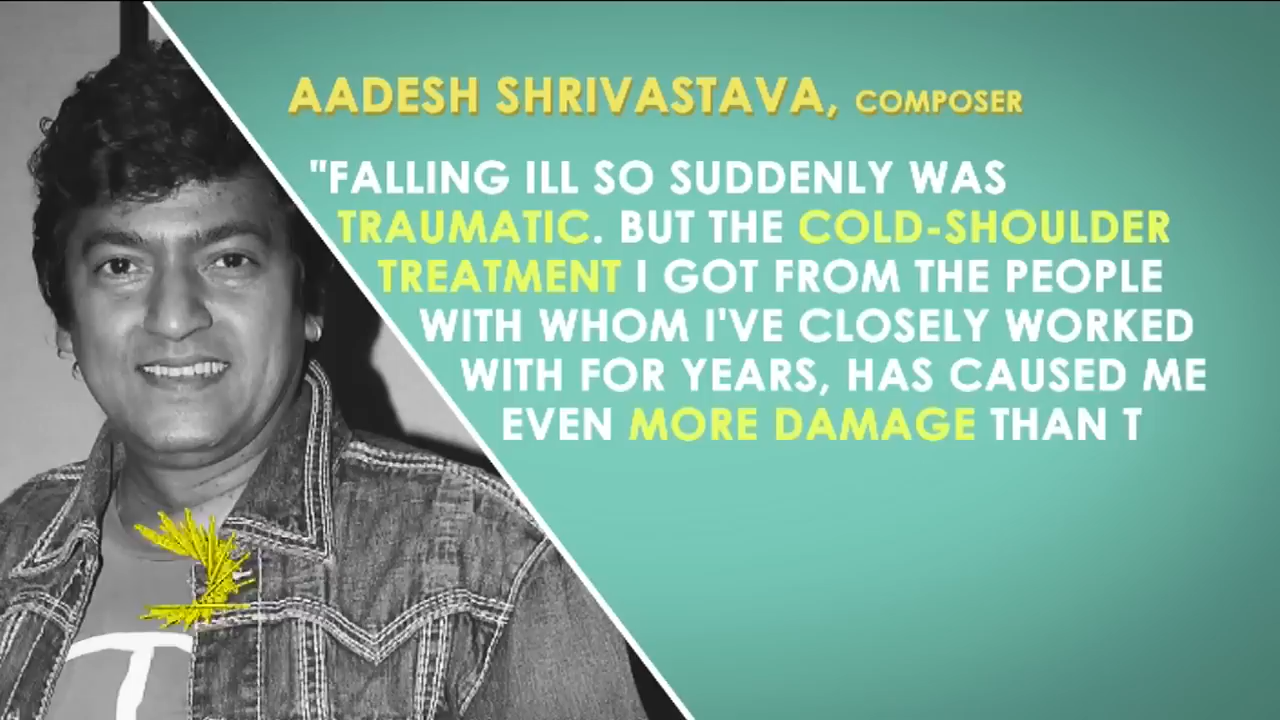 AADESH SHRIVASTAVA, COMPOSER
"FALLING ILL SO SUDDENLY WAS
TRAUMATIC. BUT THE COLD-SHOULDER
TREATMENT I GOT FROM THE PEOPLE
WITH WHOM I'VE CLOSELY WORKED
WITH FOR YEARS, HAS CAUSED ME
EVEN MORE DAMAGE THAN T